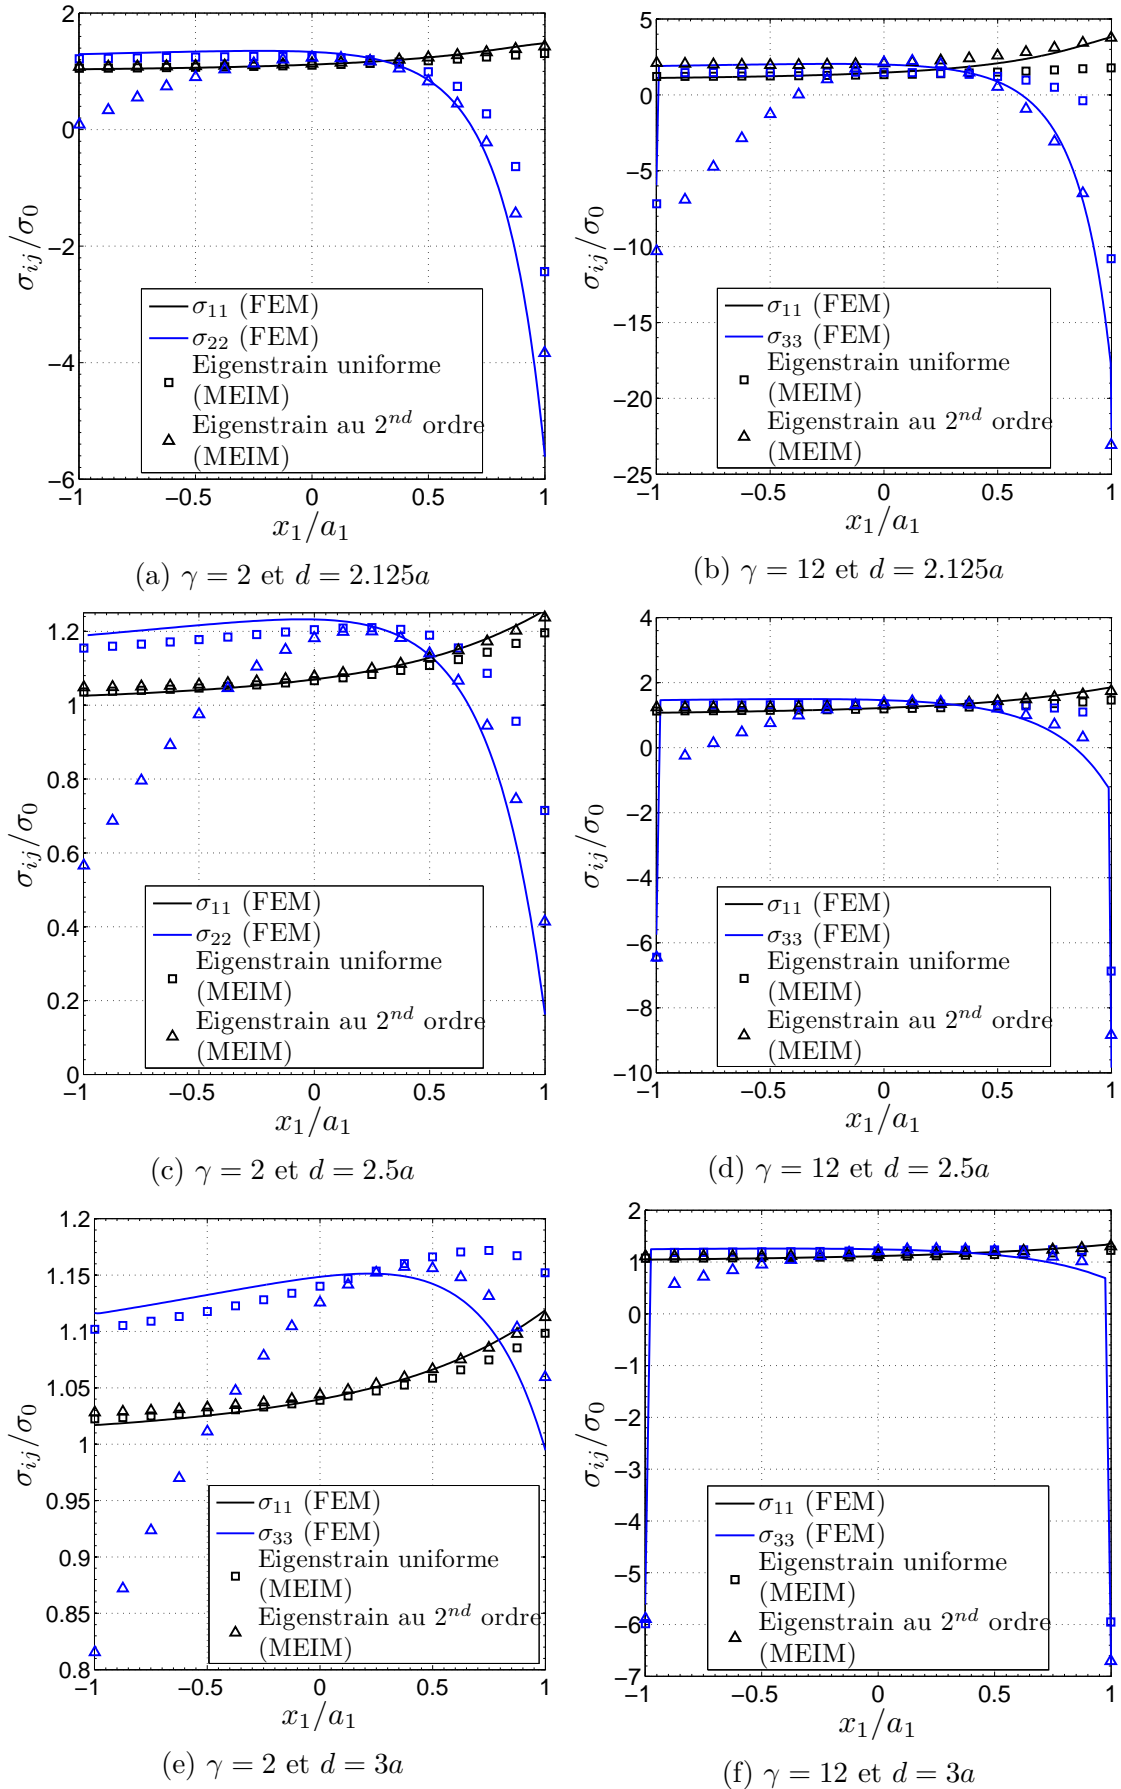 2
0
−2
−4
−6
−1
−0.5
0
0.5
1
σij/σ0
x1/a1
σ11 (FEM)
σ22 (FEM)
Eigenstrain uniforme
(MEIM)
Eigenstrain au 2nd ordre
(MEIM)
(a) γ = 2 et d = 2.125a
5
0
−5
−10
−15
−20
−25
−1
−0.5
0
0.5
1
σij/σ0
x1/a1
σ11 (FEM)
σ33 (FEM)
Eigenstrain uniforme
(MEIM)
Eigenstrain au 2nd ordre
(MEIM)
(b) γ = 12 et d = 2.125a
1.2
1
0.8
0.6
0.4
0.2
0
−1
−0.5
0
0.5
1
σij/σ0
x1/a1
σ11 (FEM)
σ22 (FEM)
Eigenstrain uniforme
(MEIM)
Eigenstrain au 2nd ordre
(MEIM)
(c) γ = 2 et d = 2.5a
4
2
0
−2
−4
−6
−8
−10
−1
−0.5
0
0.5
1
σij/σ0
x1/a1
σ11 (FEM)
σ33 (FEM)
Eigenstrain uniforme
(MEIM)
Eigenstrain au 2nd ordre
(MEIM)
(d) γ = 12 et d = 2.5a
1.2
1.15
1.1
1.05
1
0.95
0.9
0.85
0.8
−1
−0.5
0
0.5
1
σij/σ0
x1/a1
σ11 (FEM)
σ33 (FEM)
Eigenstrain uniforme
(MEIM)
Eigenstrain au 2nd ordre
(MEIM)
(e) γ = 2 et d = 3a
2
1
0
−1
−2
−3
−4
−5
−6
−7
−1
−0.5
0
0.5
1
σij/σ0
x1/a1
σ11 (FEM)
σ33 (FEM)
Eigenstrain uniforme
(MEIM)
Eigenstrain au 2nd ordre
(MEIM)
(f) γ = 12 et d = 3a